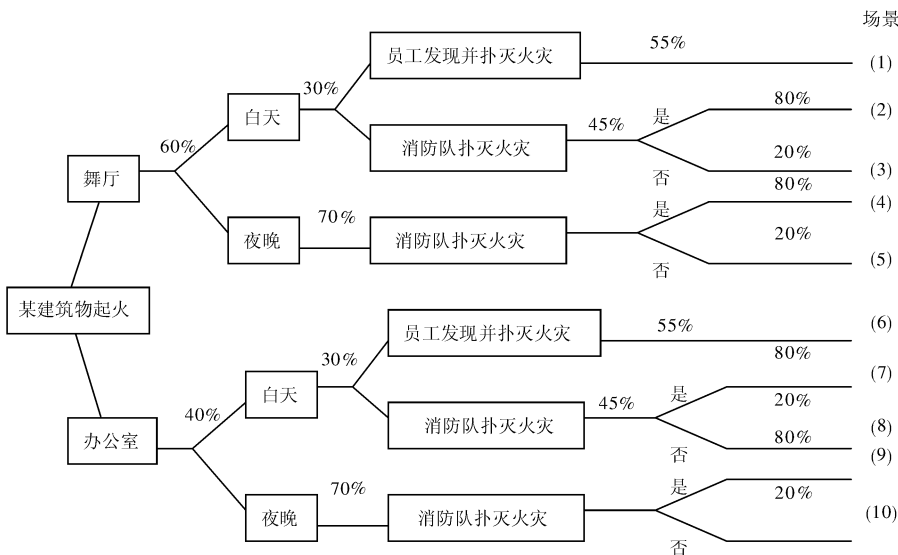 场景
员工发现并扑灭火灾 55% (1)
30%
白天
80% (2)
是
消防队扑灭火灾 45%
60%
20% (3)
否
舞厅
80% (4)
是
70%
夜晚 消防队扑灭火灾
20% (5)
否
某建筑物起火
员工发现并扑灭火灾 55% (6)
30%
80%
白天
(7)
是
20%
40%
消防队扑灭火灾 45% (8)
办公室
80%
否 (9)
70%
是
20%
夜晚 消防队扑灭火灾 (10)
否